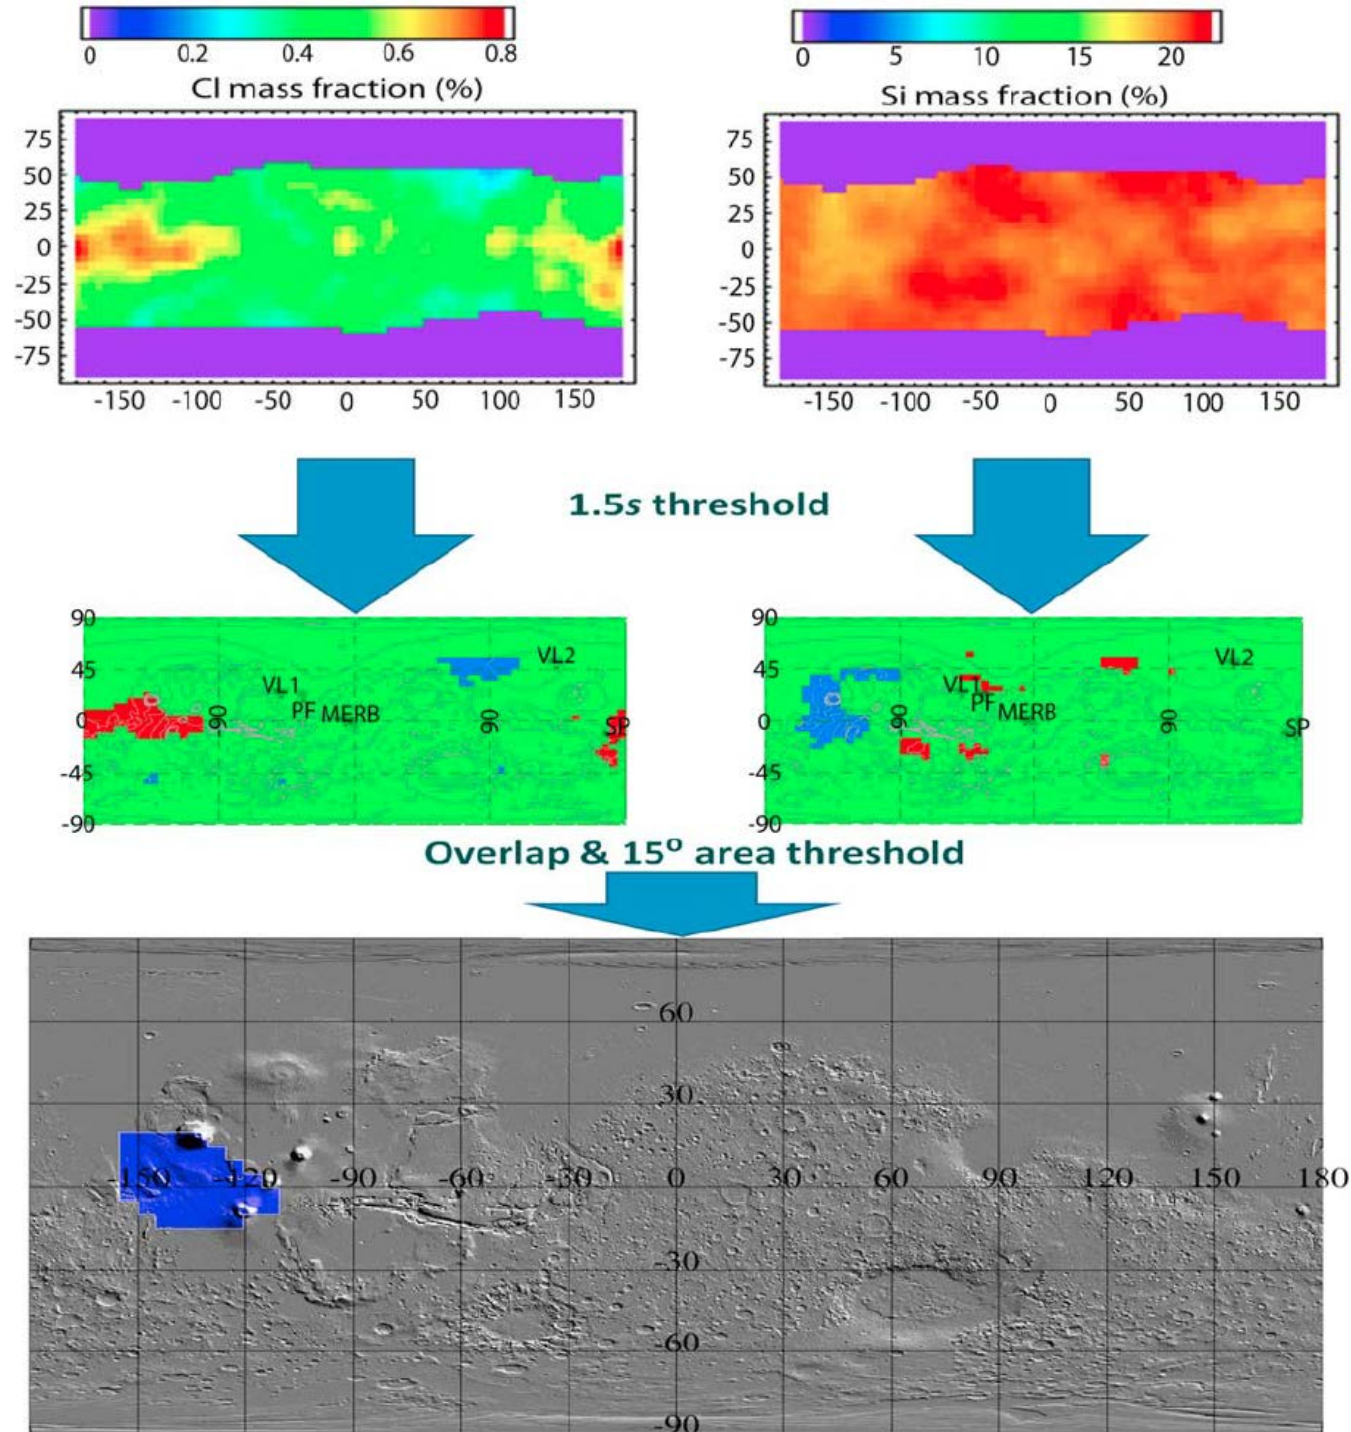 0 0.2 0.4 0.6 0.8
Cl mass fraction (%)
0 5 10 15 20
Si mass fraction (%)
75
50
25
0
-25
-50
-75
-150 -100 -50 0 50 100 150
75
50
25
0
-25
-50
-75
-150 -100 -50 0 50 100 150
1.5s threshold
90
45
0
-45
-90
VL2
VL1
PF MERB
90
90
SP
90
45
0
-45
-90
VL2
VL1
PF MERB
90
90
SP
Overlap & 15° area threshold
60
30
-150 -120 -90 -60 -30 0 30 60 90 120 150 180
-30
-60
-90